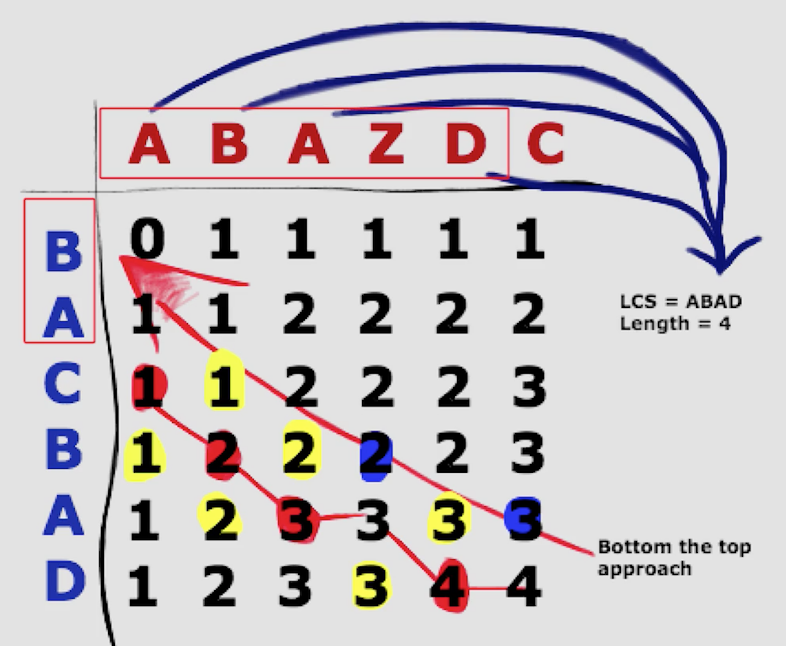 A B A Z D C
B 0 1 1 1 1 1
A 1 1 2 2 2 2
C 1 1 2 2 2 3
B 1 2 2 2 2 3
A 1 2 3 3 3 3
D 1 2 3 3 4 4
LCS = ABAD
Length = 4
Bottom the top
approach